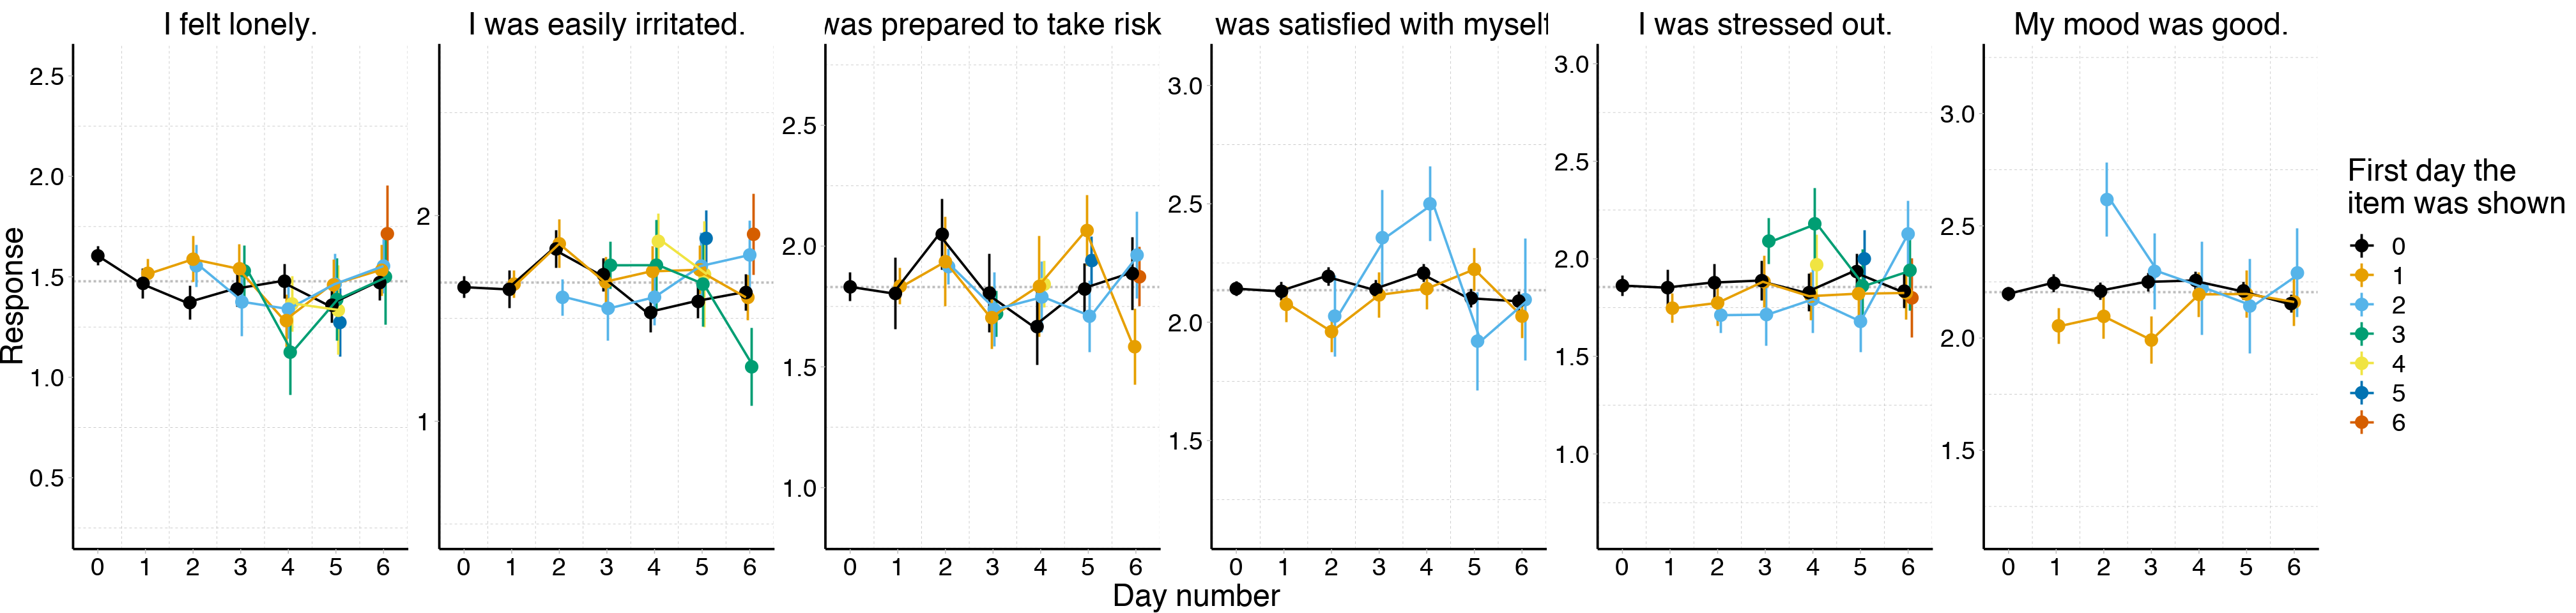 I felt lonely.
I was easily irritated.
was prepared to take risk
was satisfied with myself
I was stressed out.
My mood was good.
Response
2.5
2.0
1.5
1.0
0.5
0 1 2 3 4 5 6
2
1
0 1 2 3 4 5 6
2.5
2.0
1.5
1.0
0 1 2 3 4 5 6
3.0
2.5
2.0
1.5
0 1 2 3 4 5 6
3.0
2.5
2.0
1.5
1.0
0 1 2 3 4 5 6
3.0
2.5
2.0
1.5
0 1 2 3 4 5 6
Day number
First day the
item was shown
0
1
2
3
4
5
6